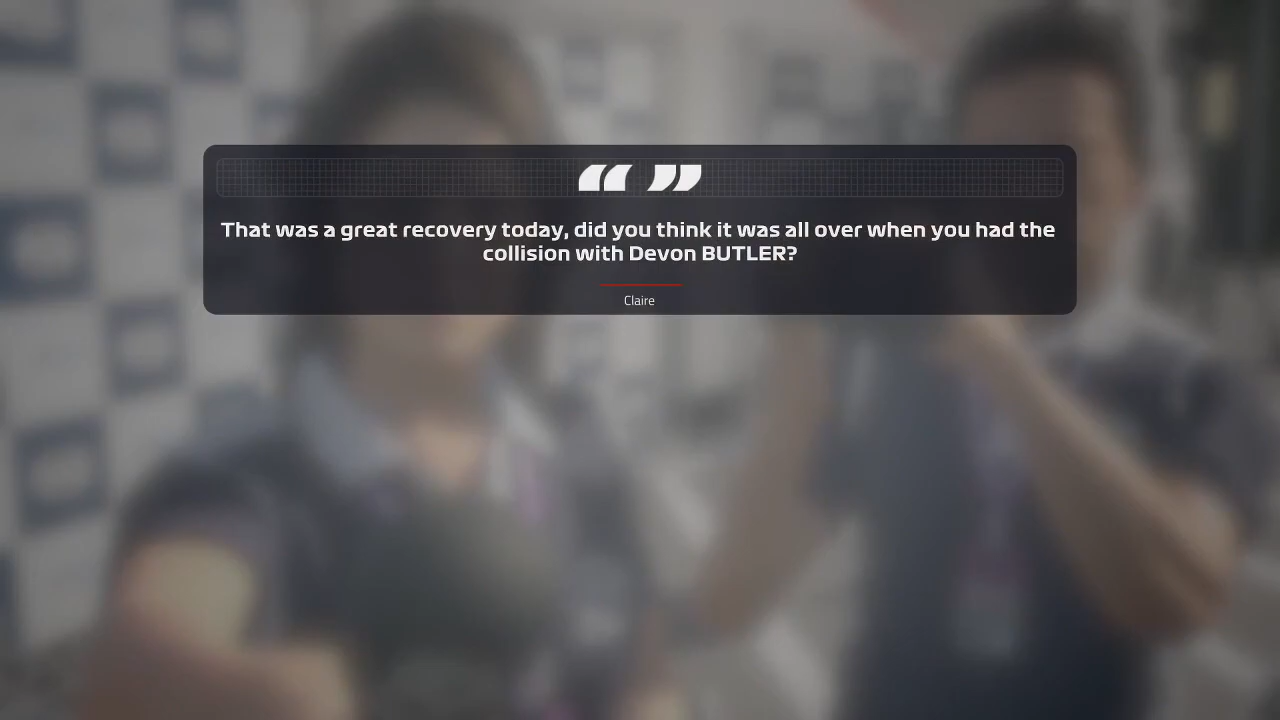 That was a great recovery today, did you think it was all over when you had the
collision with Devon BUTLER?
Claire